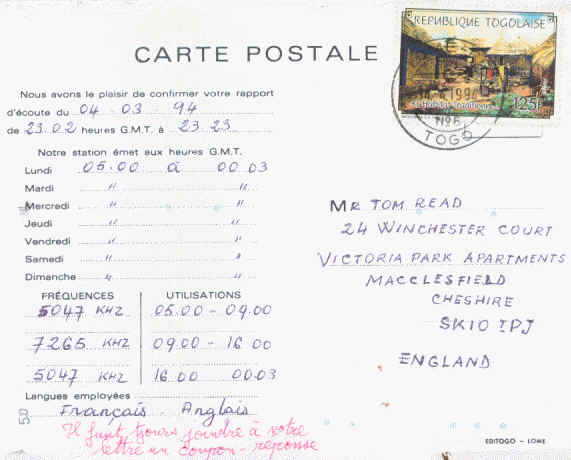 CARTE POSTALE
REPUBLIQUE TOGOLAISE
125F
1994
TOGO
Nous avons le plaisir de confirmer votre rapport
d'écoute du 04 - 03 - 94
de 23.02 heures G.M.T. à 23.23
Notre station émet aux heures G.M.T.
Lundi 05.00 à 00 03
Mardi " "
Mercredi " "
Jeudi " "
Vendredi " "
Samedi " "
Dimanche " "
FRÉQUENCES UTILISATIONS
5047 KHZ 05.00 - 09.00
7265 KHZ 09.00 - 16.00
5047 KHZ 16.00 00.03
Langues employées
Français . Anglais
Il faut tjours joindre à votre
lettre un coupon-réponse
MR TOM READ
24 WINCHESTER COURT
VICTORIA PARK APARTMENTS
MACCLESFIELD
CHESHIRE
SK10 1PJ
ENGLAND
EDITOGO - LOME
50